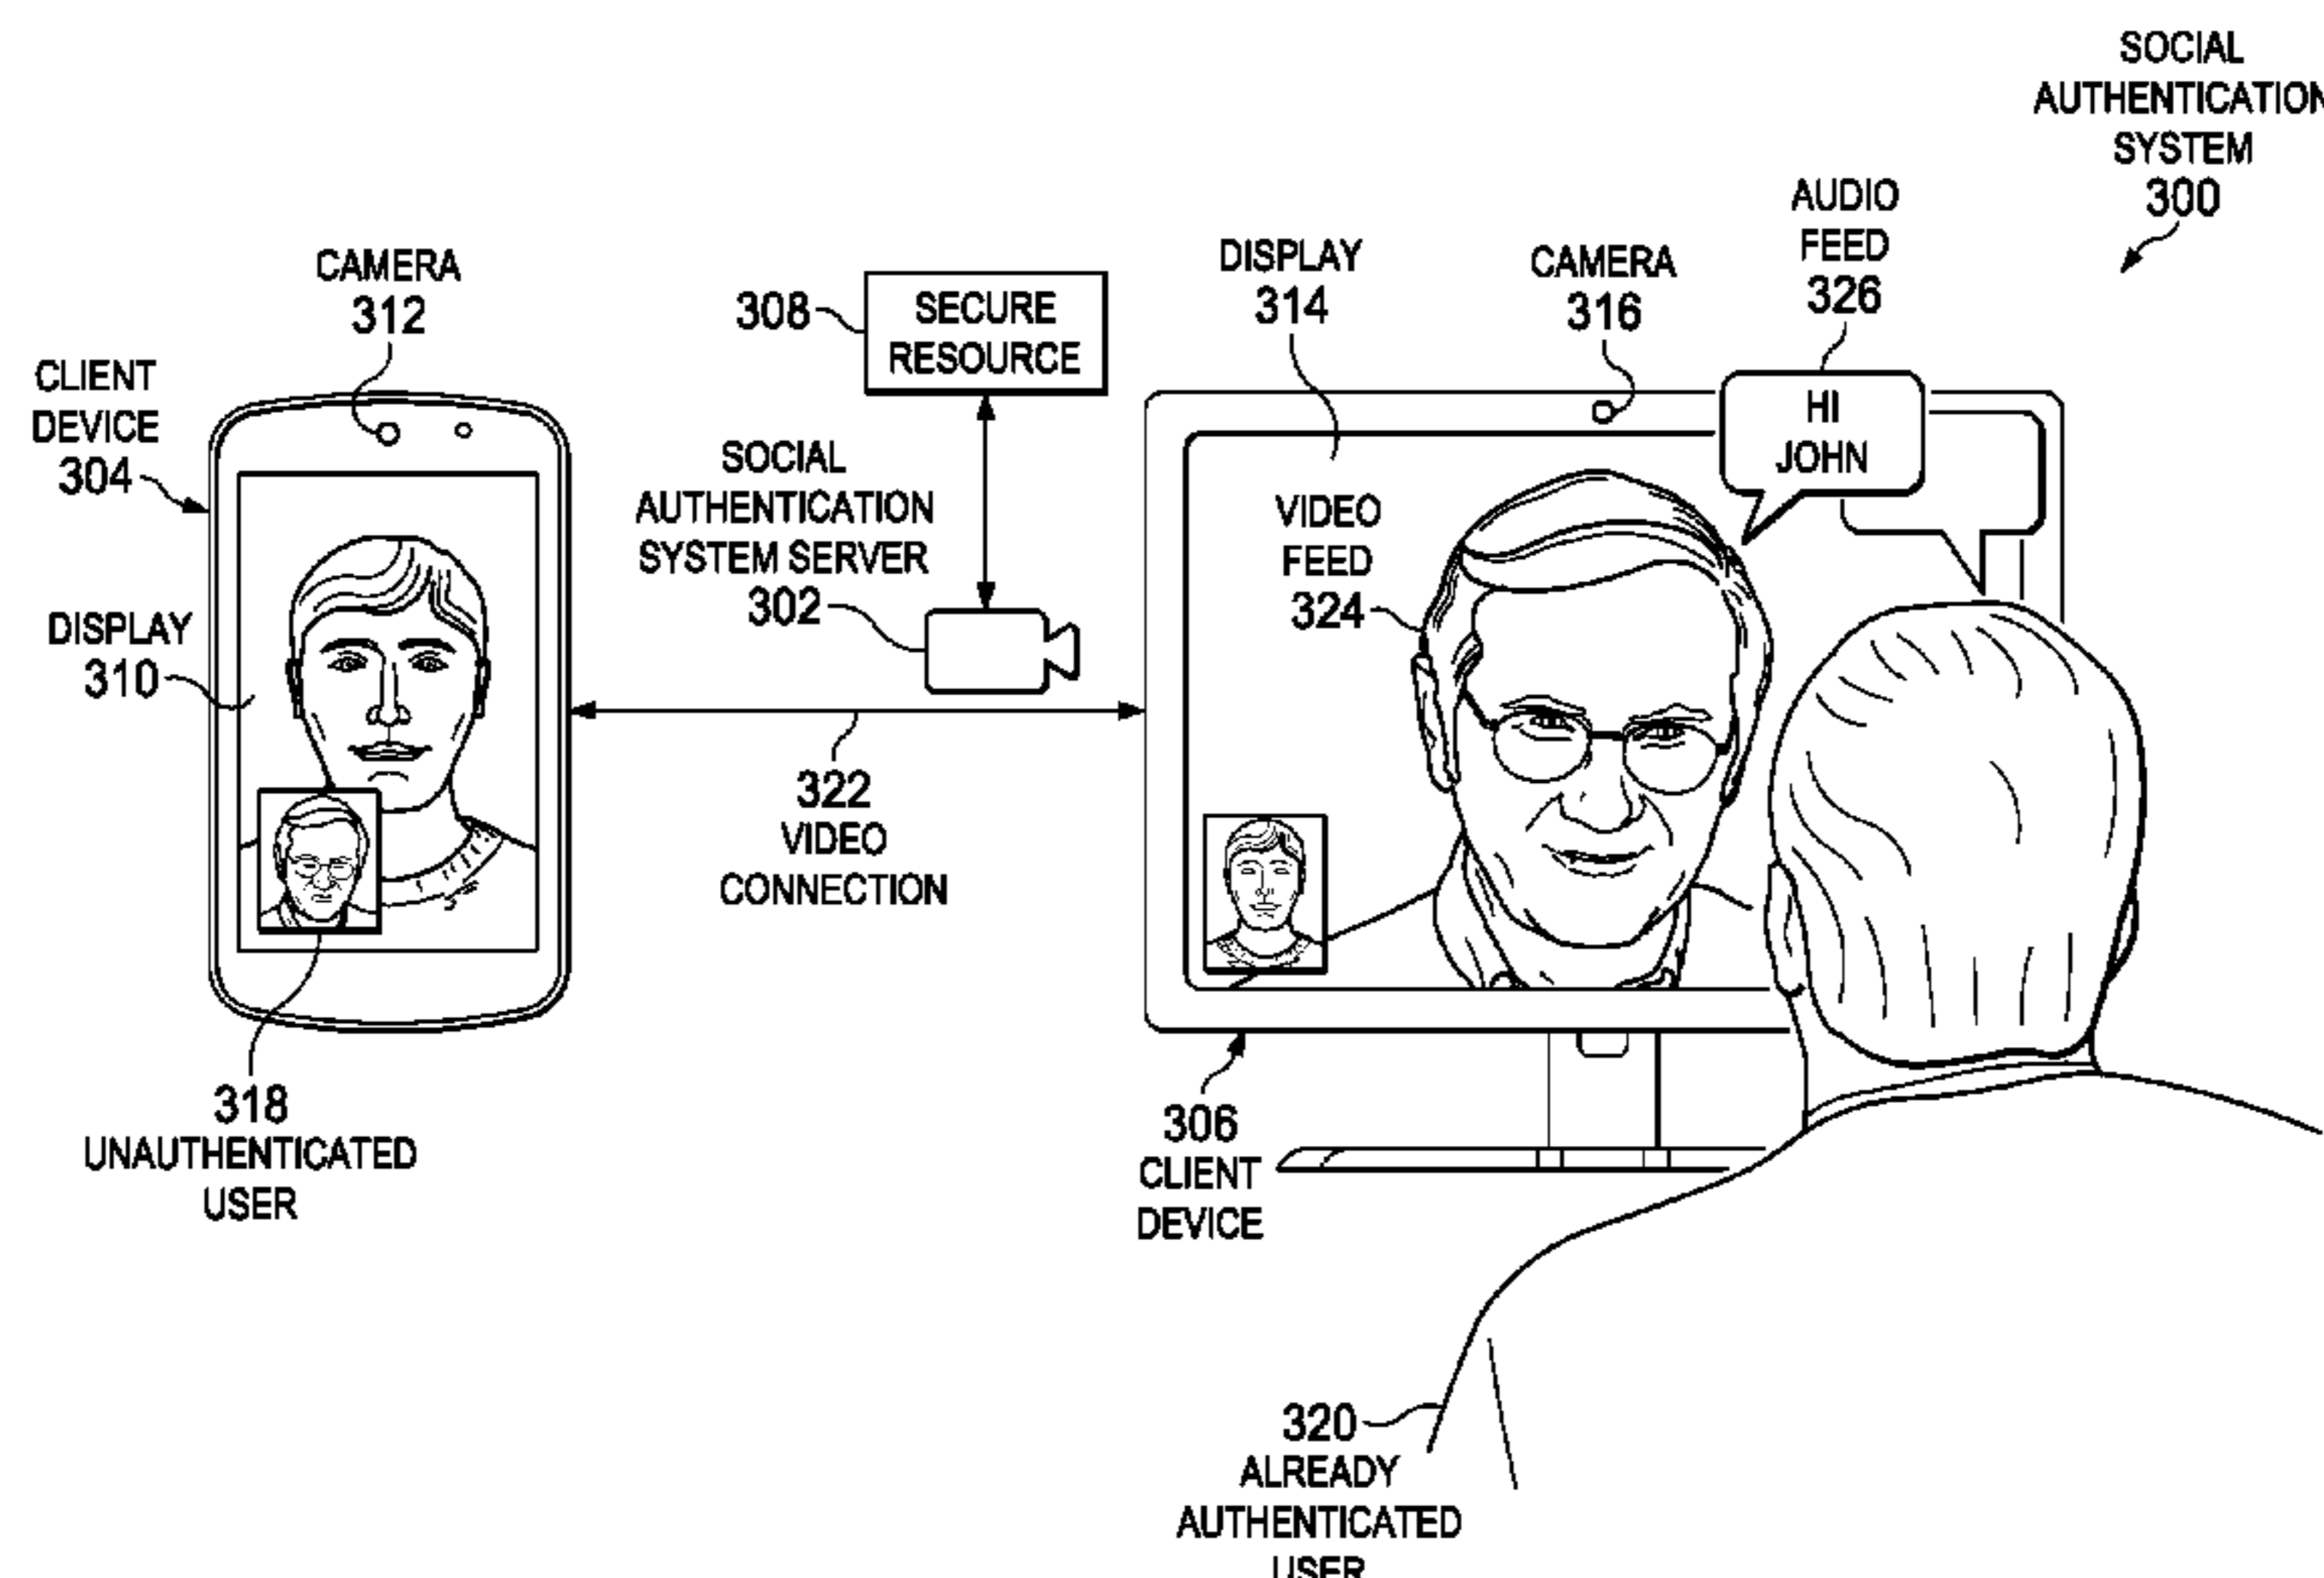 SOCIAL
AUTHENTICATION
SYSTEM
300
AUDIO
FEED
326
CAMERA
312
308
SECURE
RESOURCE
DISPLAY
314
CAMERA
316
CLIENT
DEVICE
304
HI
JOHN
SOCIAL
AUTHENTICATION
SYSTEM SERVER
302
VIDEO
FEED
324
DISPLAY
310
322
VIDEO
CONNECTION
318
UNAUTHENTICATED
USER
306
CLIENT
DEVICE
320
ALREADY
AUTHENTICATED
USER